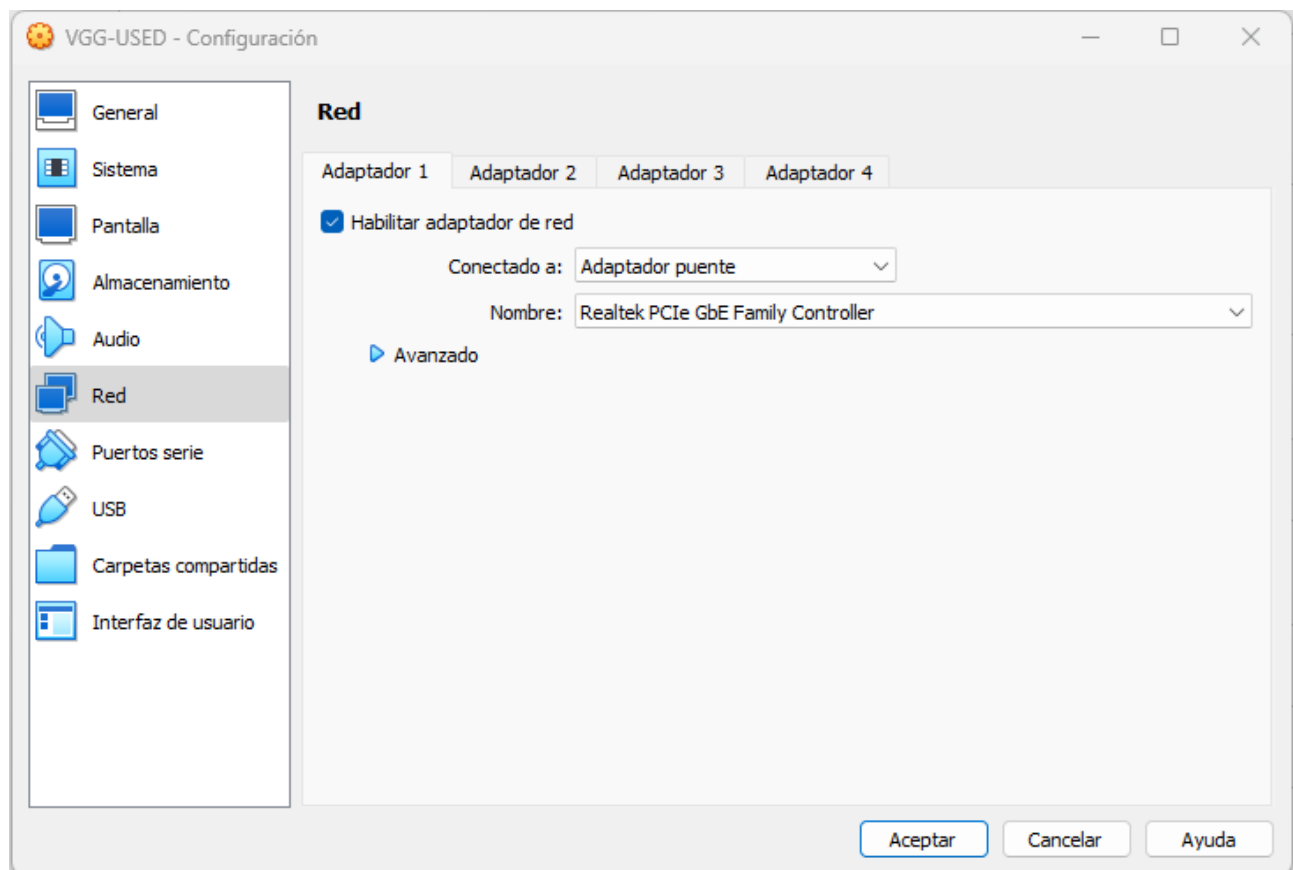 VGG-USED - Configuración
General
Sistema
Pantalla
Almacenamiento
Audio
Red
Puertos serie
USB
Carpetas compartidas
Interfaz de usuario
Red
Adaptador 1 Adaptador 2 Adaptador 3 Adaptador 4
Habilitar adaptador de red
Conectado a: Adaptador puente
Nombre: Realtek PCIe GbE Family Controller
Avanzado
Aceptar Cancelar Ayuda